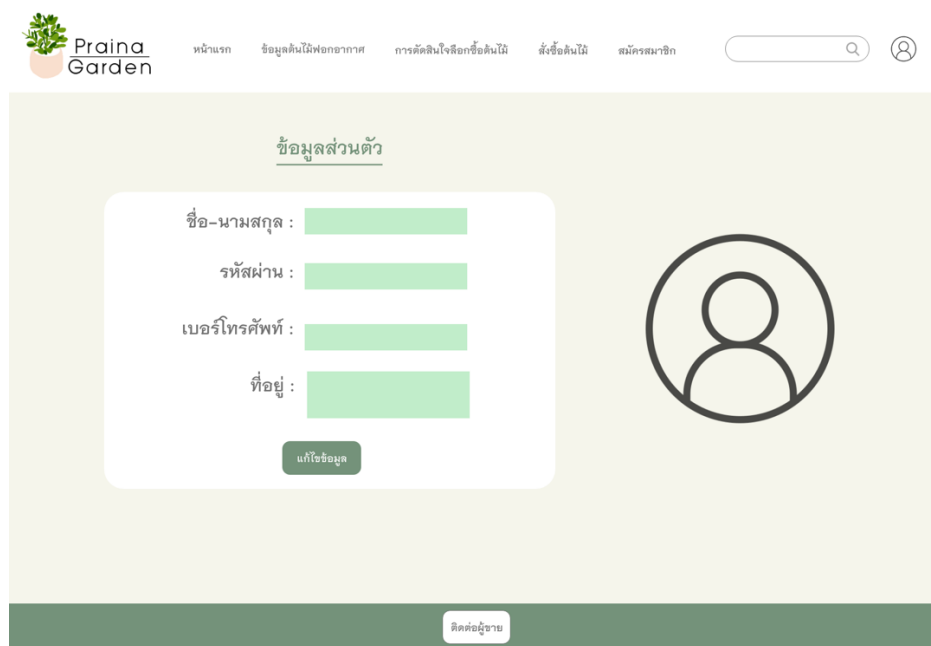 Praina
Garden
หน้าแรก
ข้อมูลต้นไม้ฟอกอากาศ
การตัดสินใจลือกซื้อต้นไม้
สั่งซื้อต้นไม้
สมัครสมาชิก
ข้อมูลส่วนตัว
ชื่อ-นามสกุล :
รหัสผ่าน :
เบอร์โทรศัพท์ :
ที่อยู่ :
แก้ไขข้อมูล
ติดต่อผู้ขาย